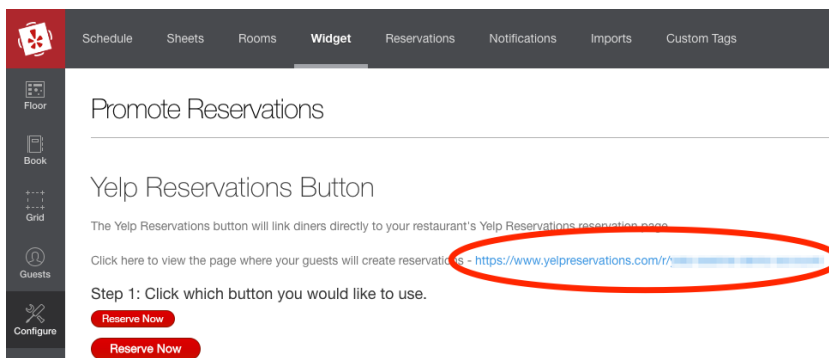 Schedule Sheets Rooms Widget Reservations Notifications Imports Custom Tags
Floor
Book
Grid
Guests
Configure
Promote Reservations
Yelp Reservations Button
The Yelp Reservations button will link diners directly to your restaurant's Yelp Reservations reservation page
Click here to view the page where your guests will create reservations - https://www.yelpreservations.com/r/
Step 1: Click which button you would like to use.
Reserve Now
Reserve Now